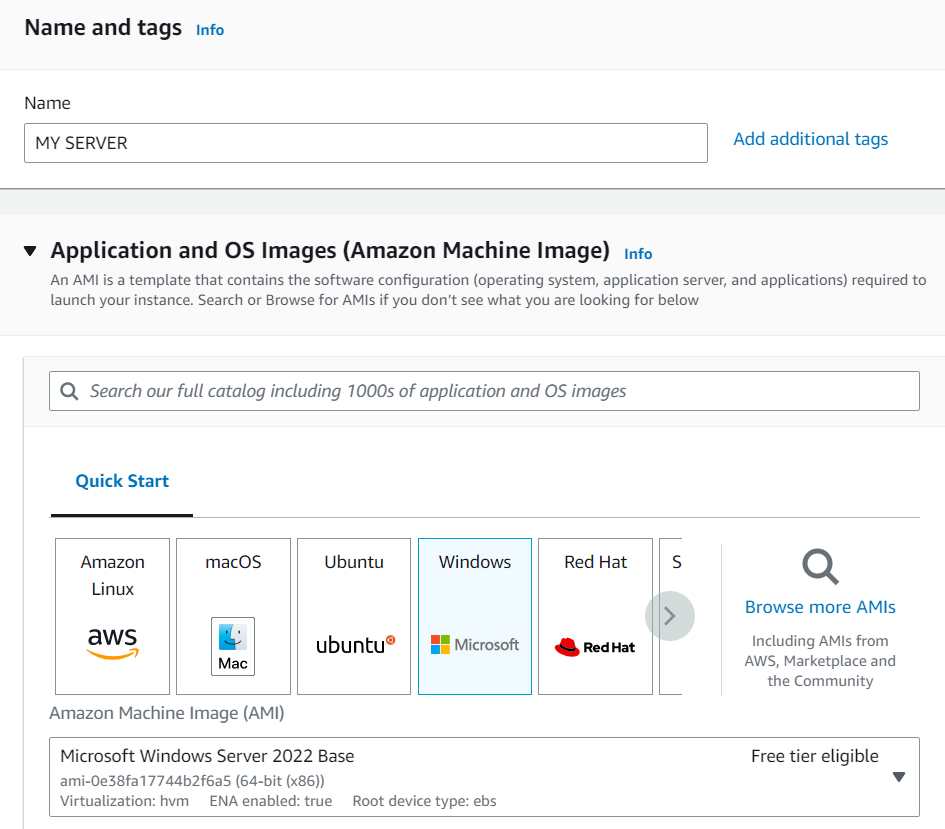 Name and tags Info
Name
MY SERVER
Add additional tags
Application and OS Images (Amazon Machine Image) Info
An AMI is a template that contains the software configuration (operating system, application server, and applications) required to
launch your instance. Search or Browse for AMIs if you don't see what you are looking for below
Search our full catalog including 1000s of application and OS images
Quick Start
Amazon
Linux
aws
macOS
Mac
Ubuntu
ubuntu
Windows
Microsoft
Red Hat
Red Hat
S
Browse more AMIs
Including AMIs from
AWS, Marketplace and
the Community
Amazon Machine Image (AMI)
Microsoft Windows Server 2022 Base
Free tier eligible
ami-0e38fa17744b2f6a5 (64-bit (x86))
Virtualization: hvm ENA enabled: true Root device type: ebs